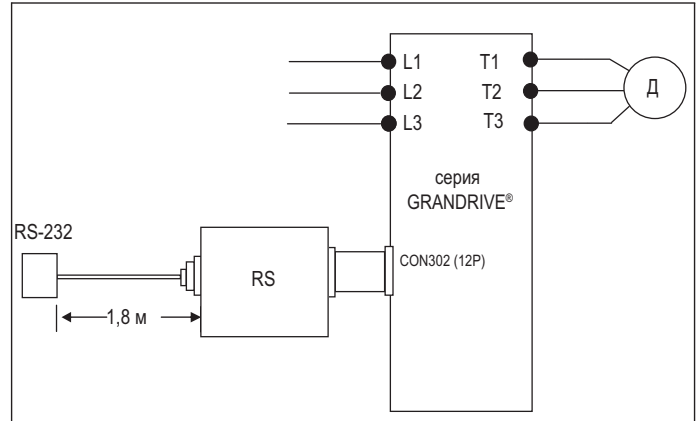 L1 T1
L2 T2
L3 T3
Д
серия
GRANDRIVE®
RS-232
RS
CON302 (12P)
1,8 м